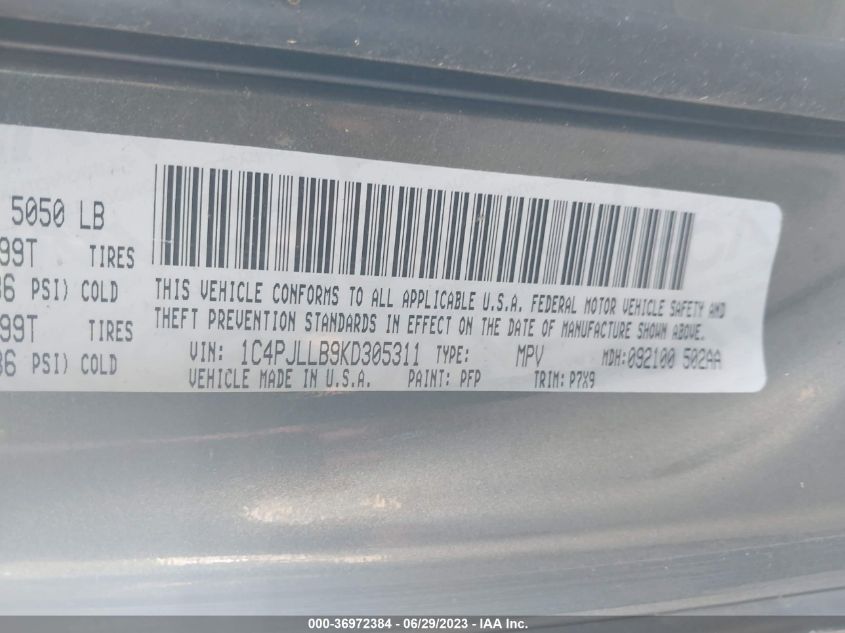 5050 LB
99T TIRES
36 PSI) COLD
99T TIRES
36 PSI) COLD
THIS VEHICLE CONFORMS TO ALL APPLICABLE U.S.A. FEDERAL MOTOR VEHICLE SAFETY AND
THEFT PREVENTION STANDARDS IN EFFECT ON THE DATE OF MANUFACTURE SHOWN ABOVE.
VIN: 1C4PJLLB9KD305311 TYPE: MPV MDH:092100 502AA
VEHICLE MADE IN U.S.A. PAINT: PFP TRIM: P7X9
000-36972384 - 06/29/2023 - IAA Inc.